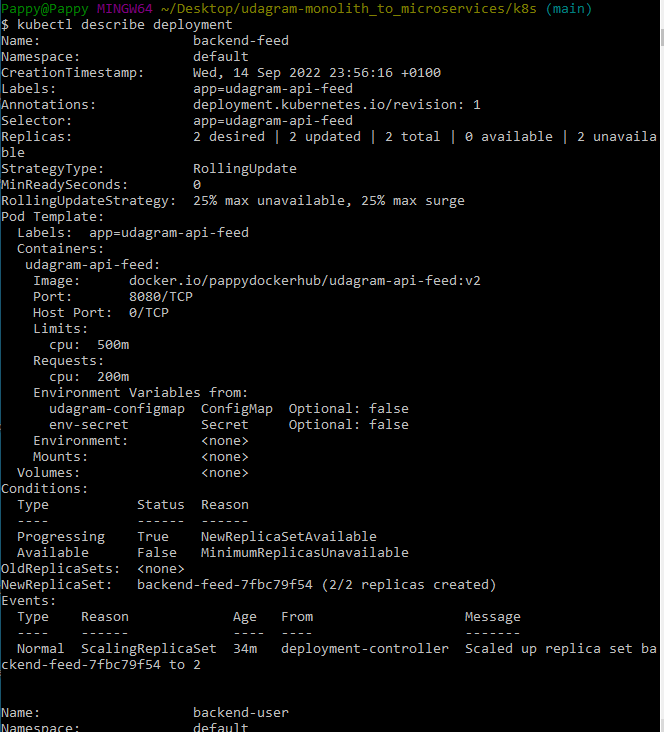 Pappy@Pappy MINGW64 ~/Desktop/udagram-monolith_to_microservices/k8s (main)
$ kubectl describe deployment
Name:                   backend-feed
Namespace:              default
CreationTimestamp:      Wed, 14 Sep 2022 23:56:16 +0100
Labels:                 app=udagram-api-feed
Annotations:            deployment.kubernetes.io/revision: 1
Selector:               app=udagram-api-feed
Replicas:               2 desired | 2 updated | 2 total | 0 available | 2 unavaila
ble
StrategyType:           RollingUpdate
MinReadySeconds:        0
RollingUpdateStrategy:  25% max unavailable, 25% max surge
Pod Template:
  Labels:  app=udagram-api-feed
  Containers:
   udagram-api-feed:
    Image:      docker.io/pappydockerhub/udagram-api-feed:v2
    Port:       8080/TCP
    Host Port:  0/TCP
    Limits:
      cpu:  500m
    Requests:
      cpu:  200m
    Environment Variables from:
      udagram-configmap  ConfigMap  Optional: false
      env-secret         Secret     Optional: false
    Environment:         <none>
    Mounts:              <none>
  Volumes:               <none>
Conditions:
  Type           Status  Reason
  ----           ------  ------
  Progressing    True    NewReplicaSetAvailable
  Available      False   MinimumReplicasUnavailable
OldReplicaSets:  <none>
NewReplicaSet:   backend-feed-7fbc79f54 (2/2 replicas created)
Events:
  Type    Reason             Age   From                   Message
  ----    ------             ----  ----                   -------
  Normal  ScalingReplicaSet  34m   deployment-controller  Scaled up replica set ba
ckend-feed-7fbc79f54 to 2
Name:                   backend-user
Namespace:              default